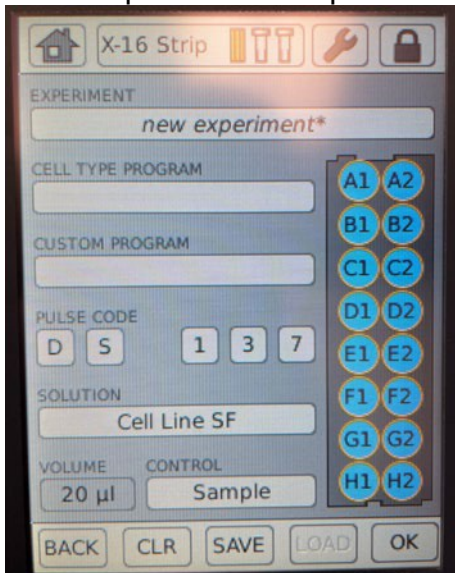 X-16 Strip
EXPERIMENT
new experiment*
CELL TYPE PROGRAM
CUSTOM PROGRAM
PULSE CODE
D S 1 3 7
SOLUTION
Cell Line SF
VOLUME CONTROL
20 µl Sample
A1 A2
B1 B2
C1 C2
D1 D2
E1 E2
F1 F2
G1 G2
H1 H2
BACK CLR SAVE LOAD OK